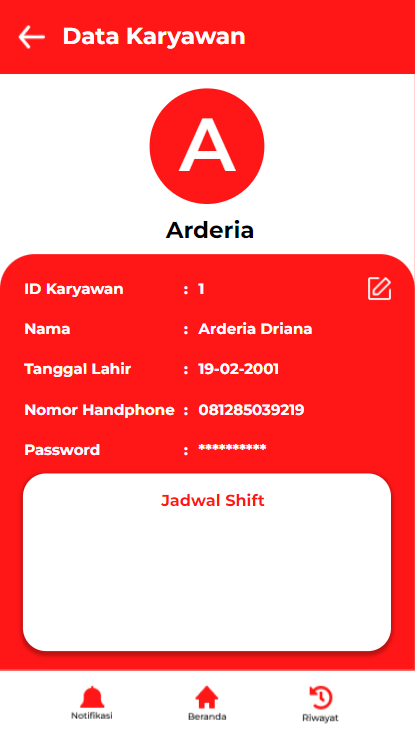 Data Karyawan
A
Arderia
ID Karyawan : 1
Nama : Arderia Driana
Tanggal Lahir : 19-02-2001
Nomor Handphone : 081285039219
Password : **********
Jadwal Shift
Notifikasi Beranda Riwayat